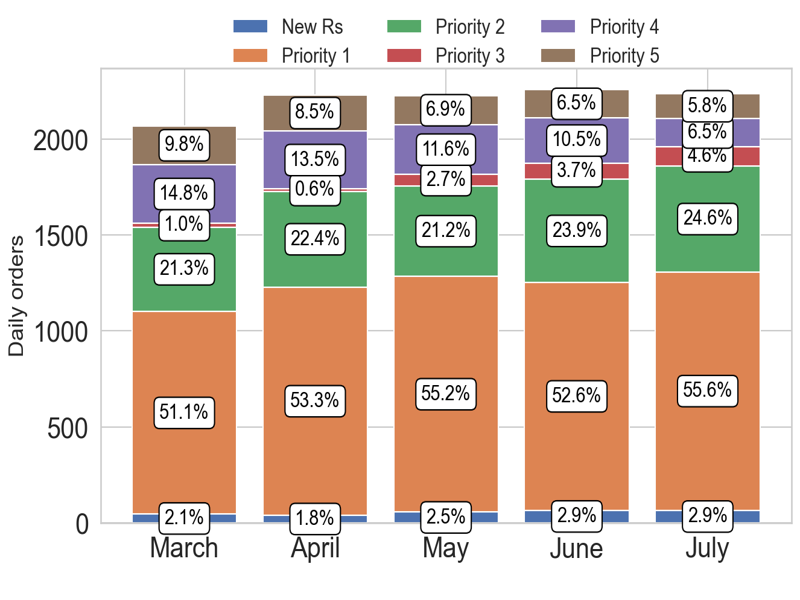 New Rs Priority 2 Priority 4
Priority 1 Priority 3 Priority 5
Daily orders
2000
1500
1000
500
0
9.8% 8.5% 6.9% 6.5% 5.8%
14.8% 13.5% 11.6% 10.5% 6.5%
1.0% 0.6% 2.7% 3.7% 4.6%
21.3% 22.4% 21.2% 23.9% 24.6%
51.1% 53.3% 55.2% 52.6% 55.6%
2.1% 1.8% 2.5% 2.9% 2.9%
March April May June July